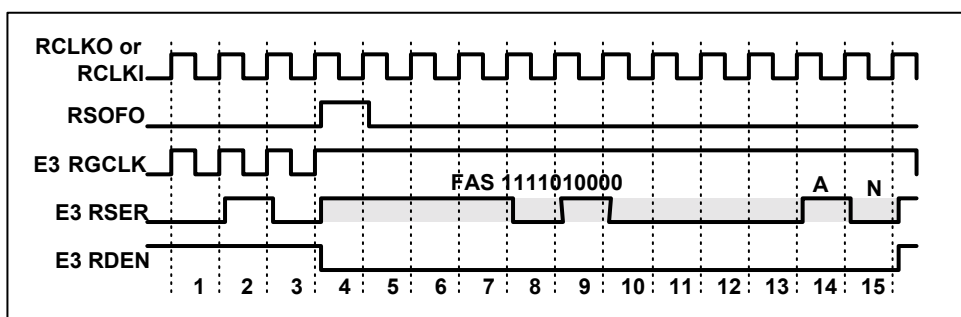 RCLKO or
RCLKI
RSOFO
E3 RGCLK
FAS 1111010000
A
N
E3 RSER
E3 RDEN
1 2 3 4 5 6 7 8 9 10 11 12 13 14 15